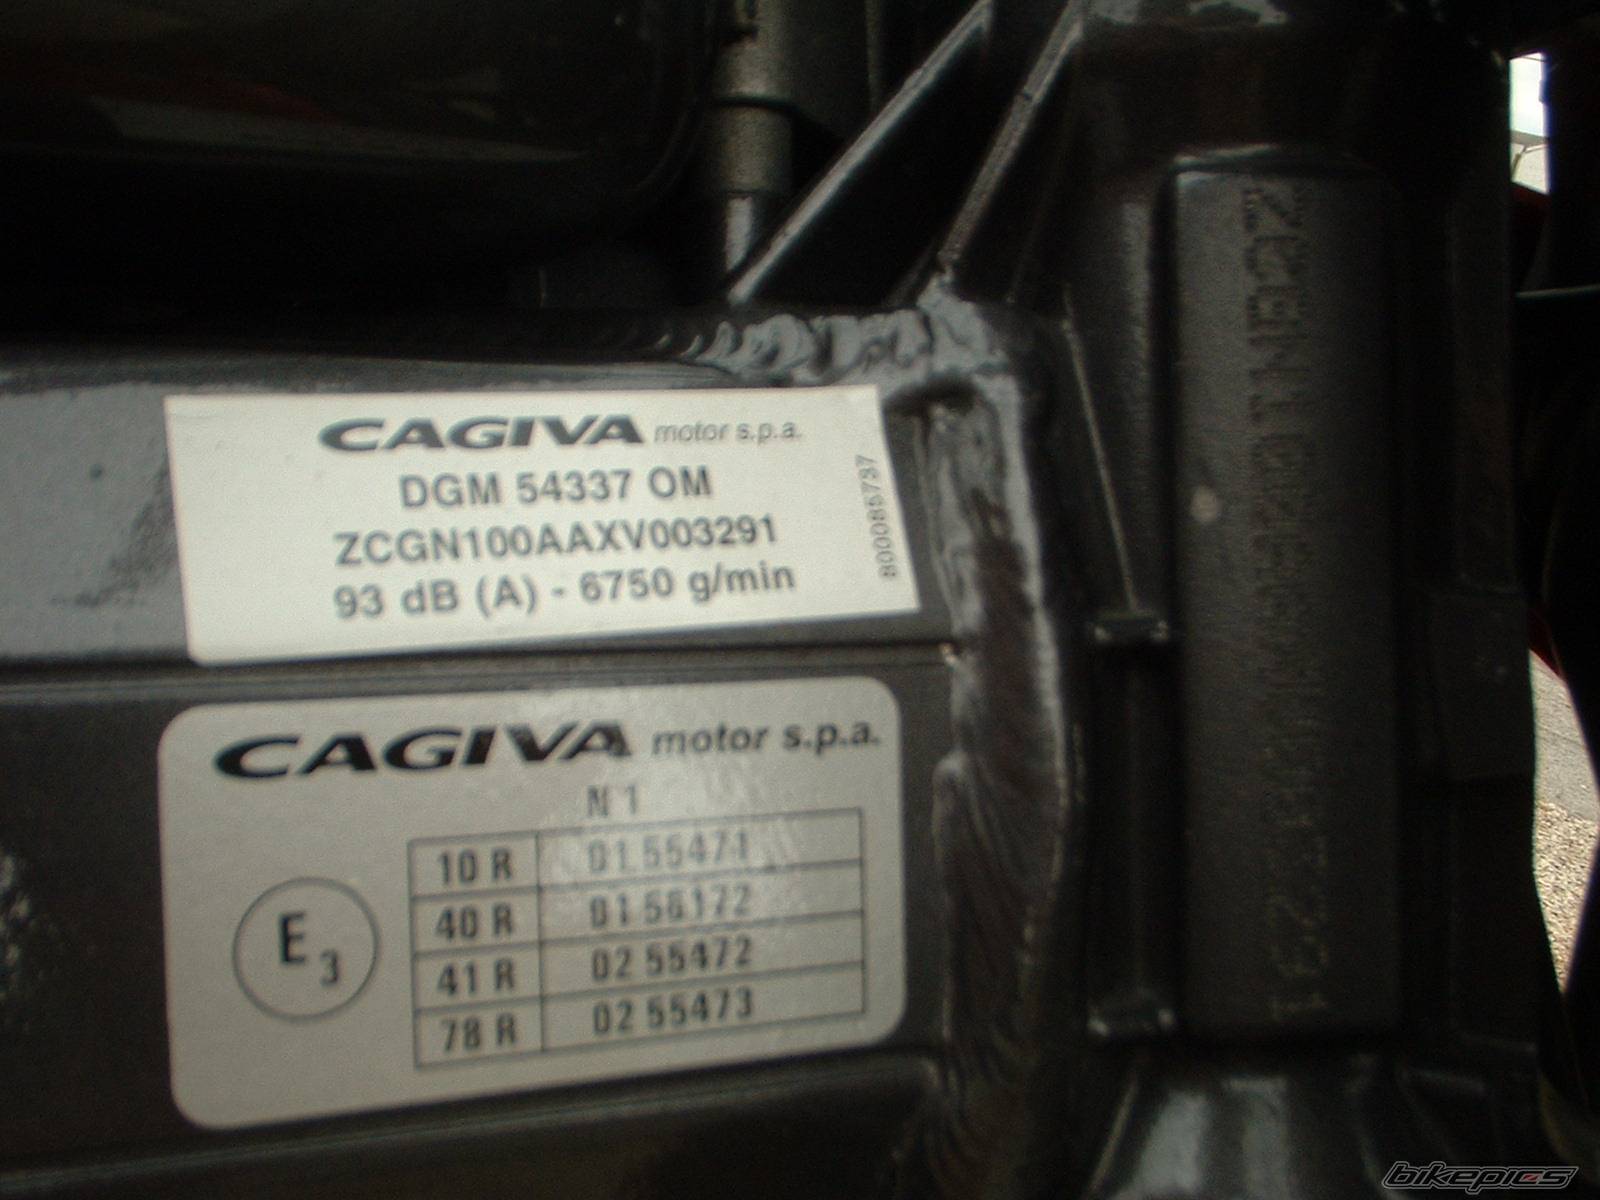 CAGIVA motor s.p.a.
DGM 54337 OM
ZCGN100AAXV003291
93 dB (A) - 6750 g/min
800085737
CAGIVA motor s.p.a.
N°1
E3
10 R 01 55471
40 R 01 56172
41 R 02 55472
78 R 02 55473
bikepics